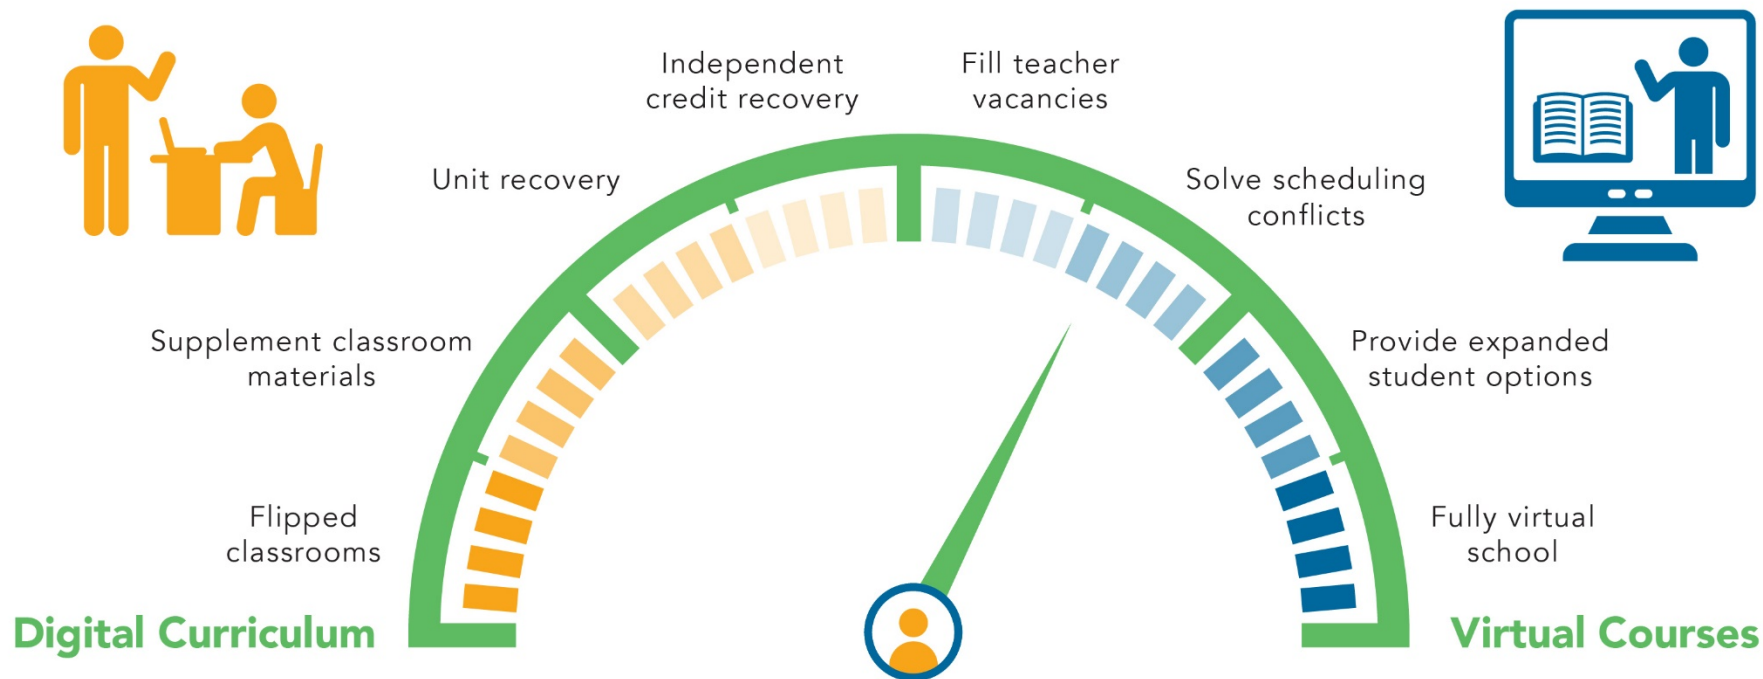 Independent
credit recovery
Fill teacher
vacancies
Unit recovery
Solve scheduling
conflicts
Supplement classroom
materials
Provide expanded
student options
Flipped
classrooms
Fully virtual
school
Digital Curriculum
Virtual Courses